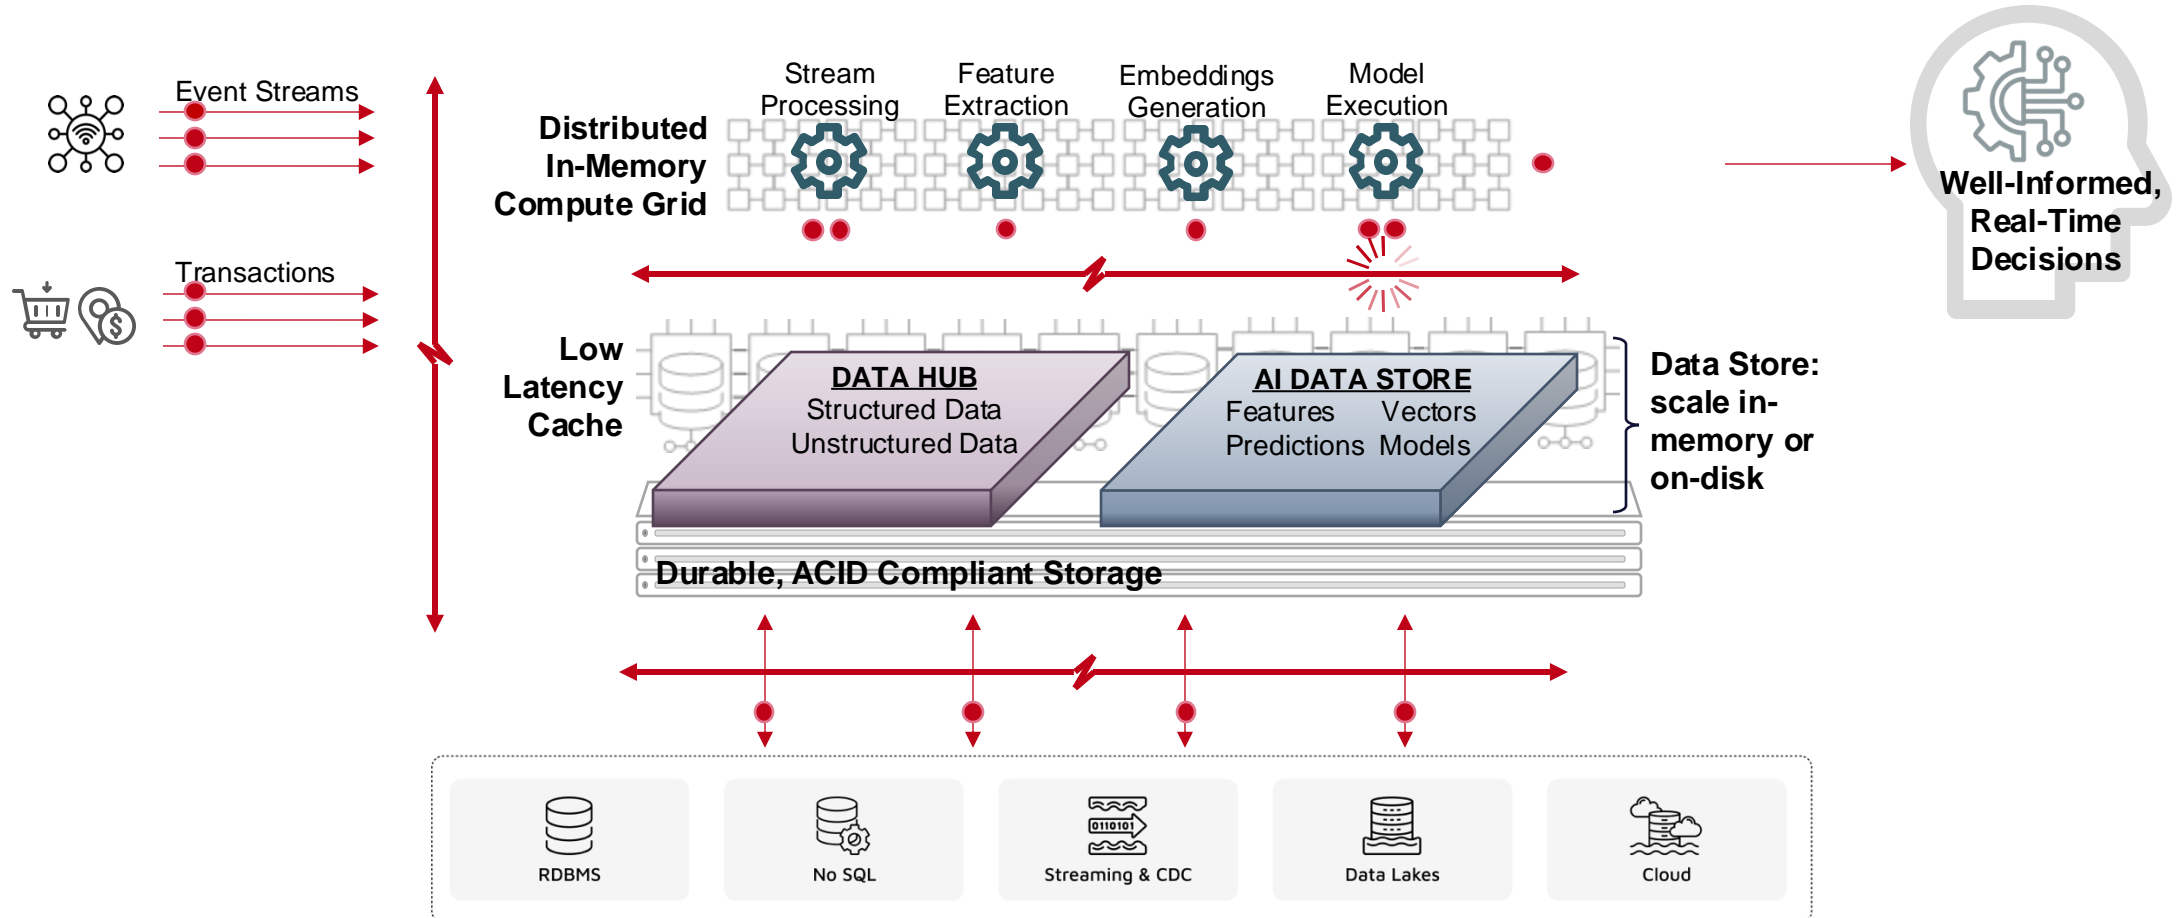 Event Streams
Transactions
Stream
Processing
Feature
Extraction
Embeddings
Generation
Model
Execution
Distributed
In-Memory
Compute Grid
Well-Informed,
Real-Time
Decisions
Low
Latency
Cache
DATA HUB
Structured Data
Unstructured Data
AI DATA STORE
Features Vectors
Predictions Models
Data Store:
scale in-
memory or
on-disk
Durable, ACID Compliant Storage
RDBMS
No SQL
0110101
Streaming & CDC
Data Lakes
Cloud